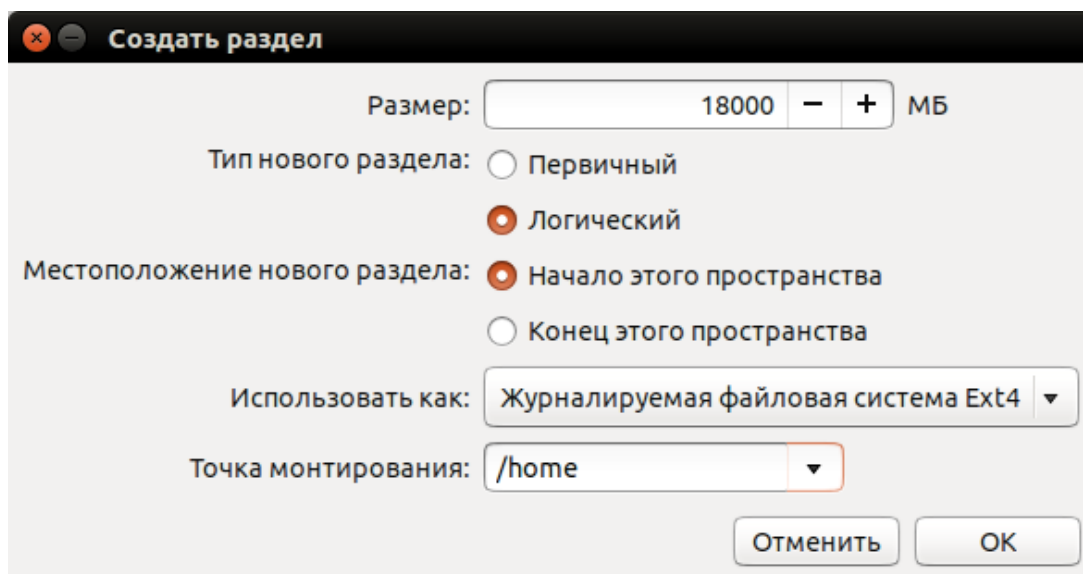 Создать раздел
Размер: 18000 − + МБ
Тип нового раздела: Первичный
Логический
Местоположение нового раздела: Начало этого пространства
Конец этого пространства
Использовать как: Журналируемая файловая система Ext4
Точка монтирования: /home
Отменить OK